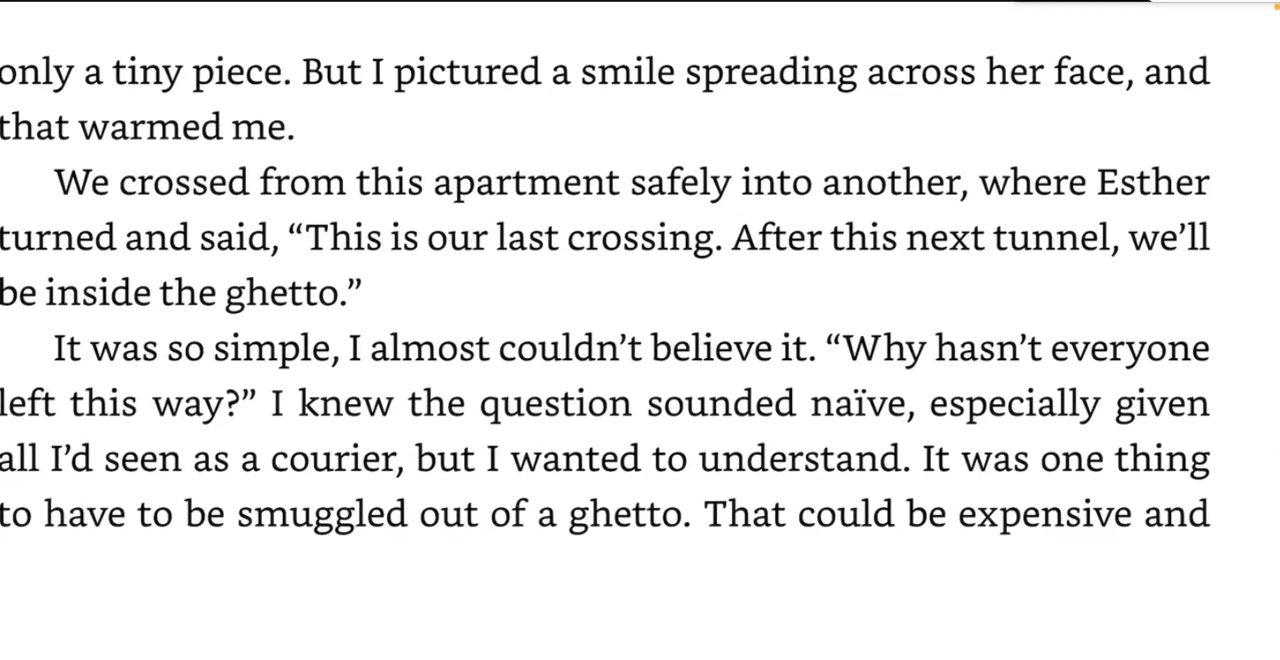 only a tiny piece. But I pictured a smile spreading across her face, and
that warmed me.
We crossed from this apartment safely into another, where Esther
turned and said, “This is our last crossing. After this next tunnel, we’ll
be inside the ghetto.”
It was so simple, I almost couldn’t believe it. “Why hasn’t everyone
left this way?” I knew the question sounded naïve, especially given
all I’d seen as a courier, but I wanted to understand. It was one thing
to have to be smuggled out of a ghetto. That could be expensive and